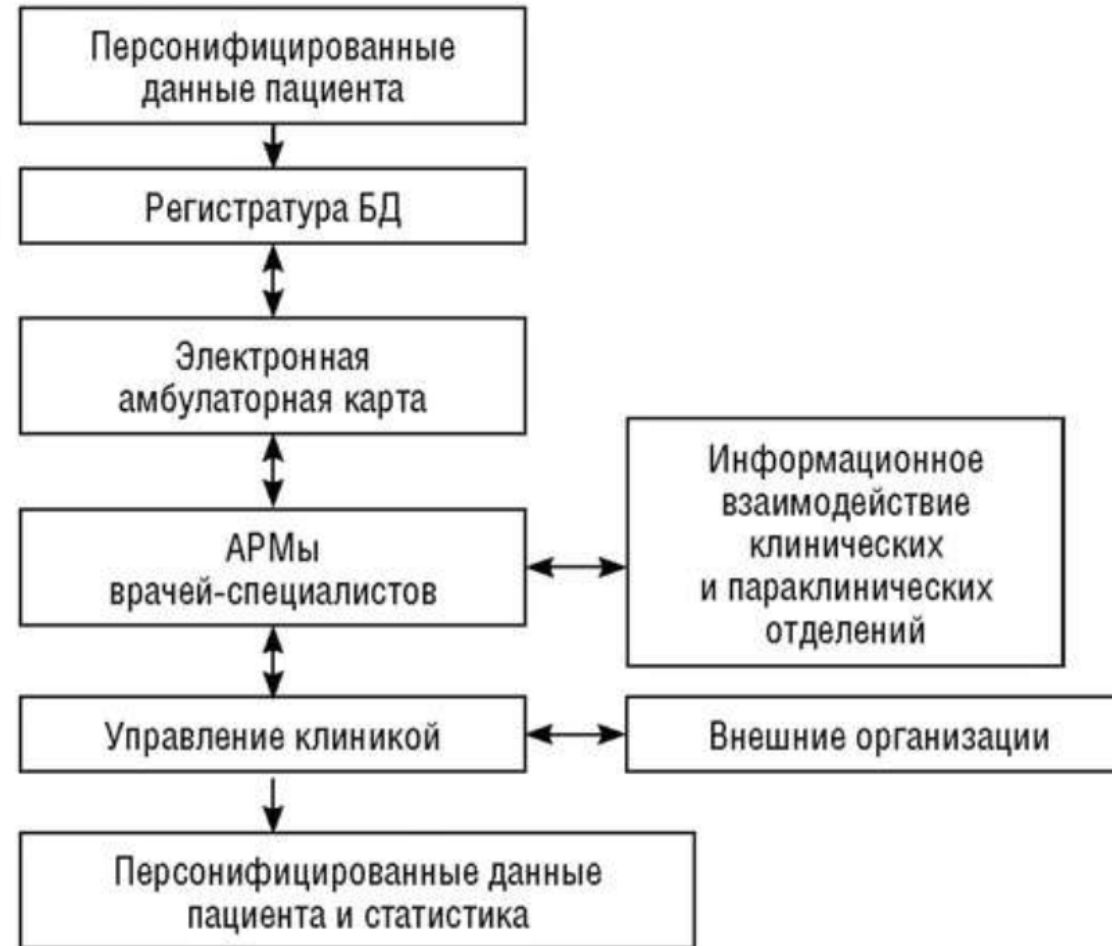 Персонифицированные
данные пациента
Регистратура БД
Электронная
амбулаторная карта
АРМы
врачей-специалистов
Информационное
взаимодействие
клинических
и параклинических
отделений
Управление клиникой
Внешние организации
Персонифицированные данные
пациента и статистика